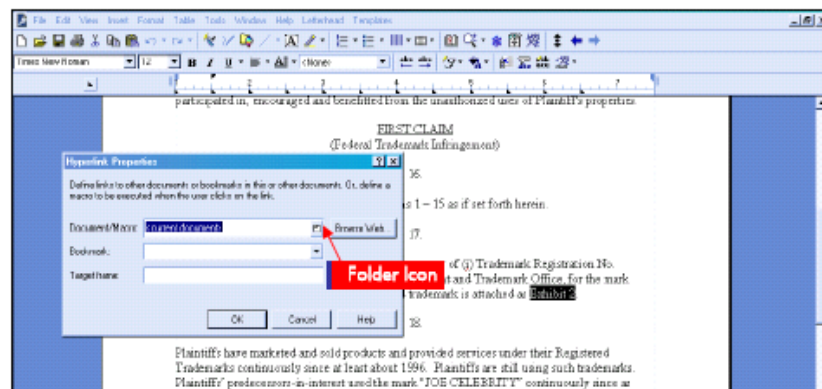 File Edit View Insert Format Table Tools Window Help Letterhead Templates
Times New Roman 12 B I U <None>
participated in, encouraged and benefitted from the unauthorized uses of Plaintiff's properties
FIRST CLAIM
(Federal Trademark Infringement)
16.
s 1 – 15 as if set forth herein.
17.
of (j) Trademark Registration No.
t and Trademark Office, for the mark
trademark is attached as Exhibit 2
18.
Plaintiffs have marketed and sold products and provided services under their Registered
Trademarks continuously since at least about 1996. Plaintiffs are still using such trademarks.
Plaintiffs' predecessors-in-interest used the mark "JOE CELEBRITY" continuously since as
Hyperlink Properties
Define links to other documents or bookmarks in this or other documents. Or, define a
macro to be executed when the user clicks on the link.
Document/Macro: <current document> Browse Web...
Bookmark:
Target frame:
OK Cancel Help
Folder Icon